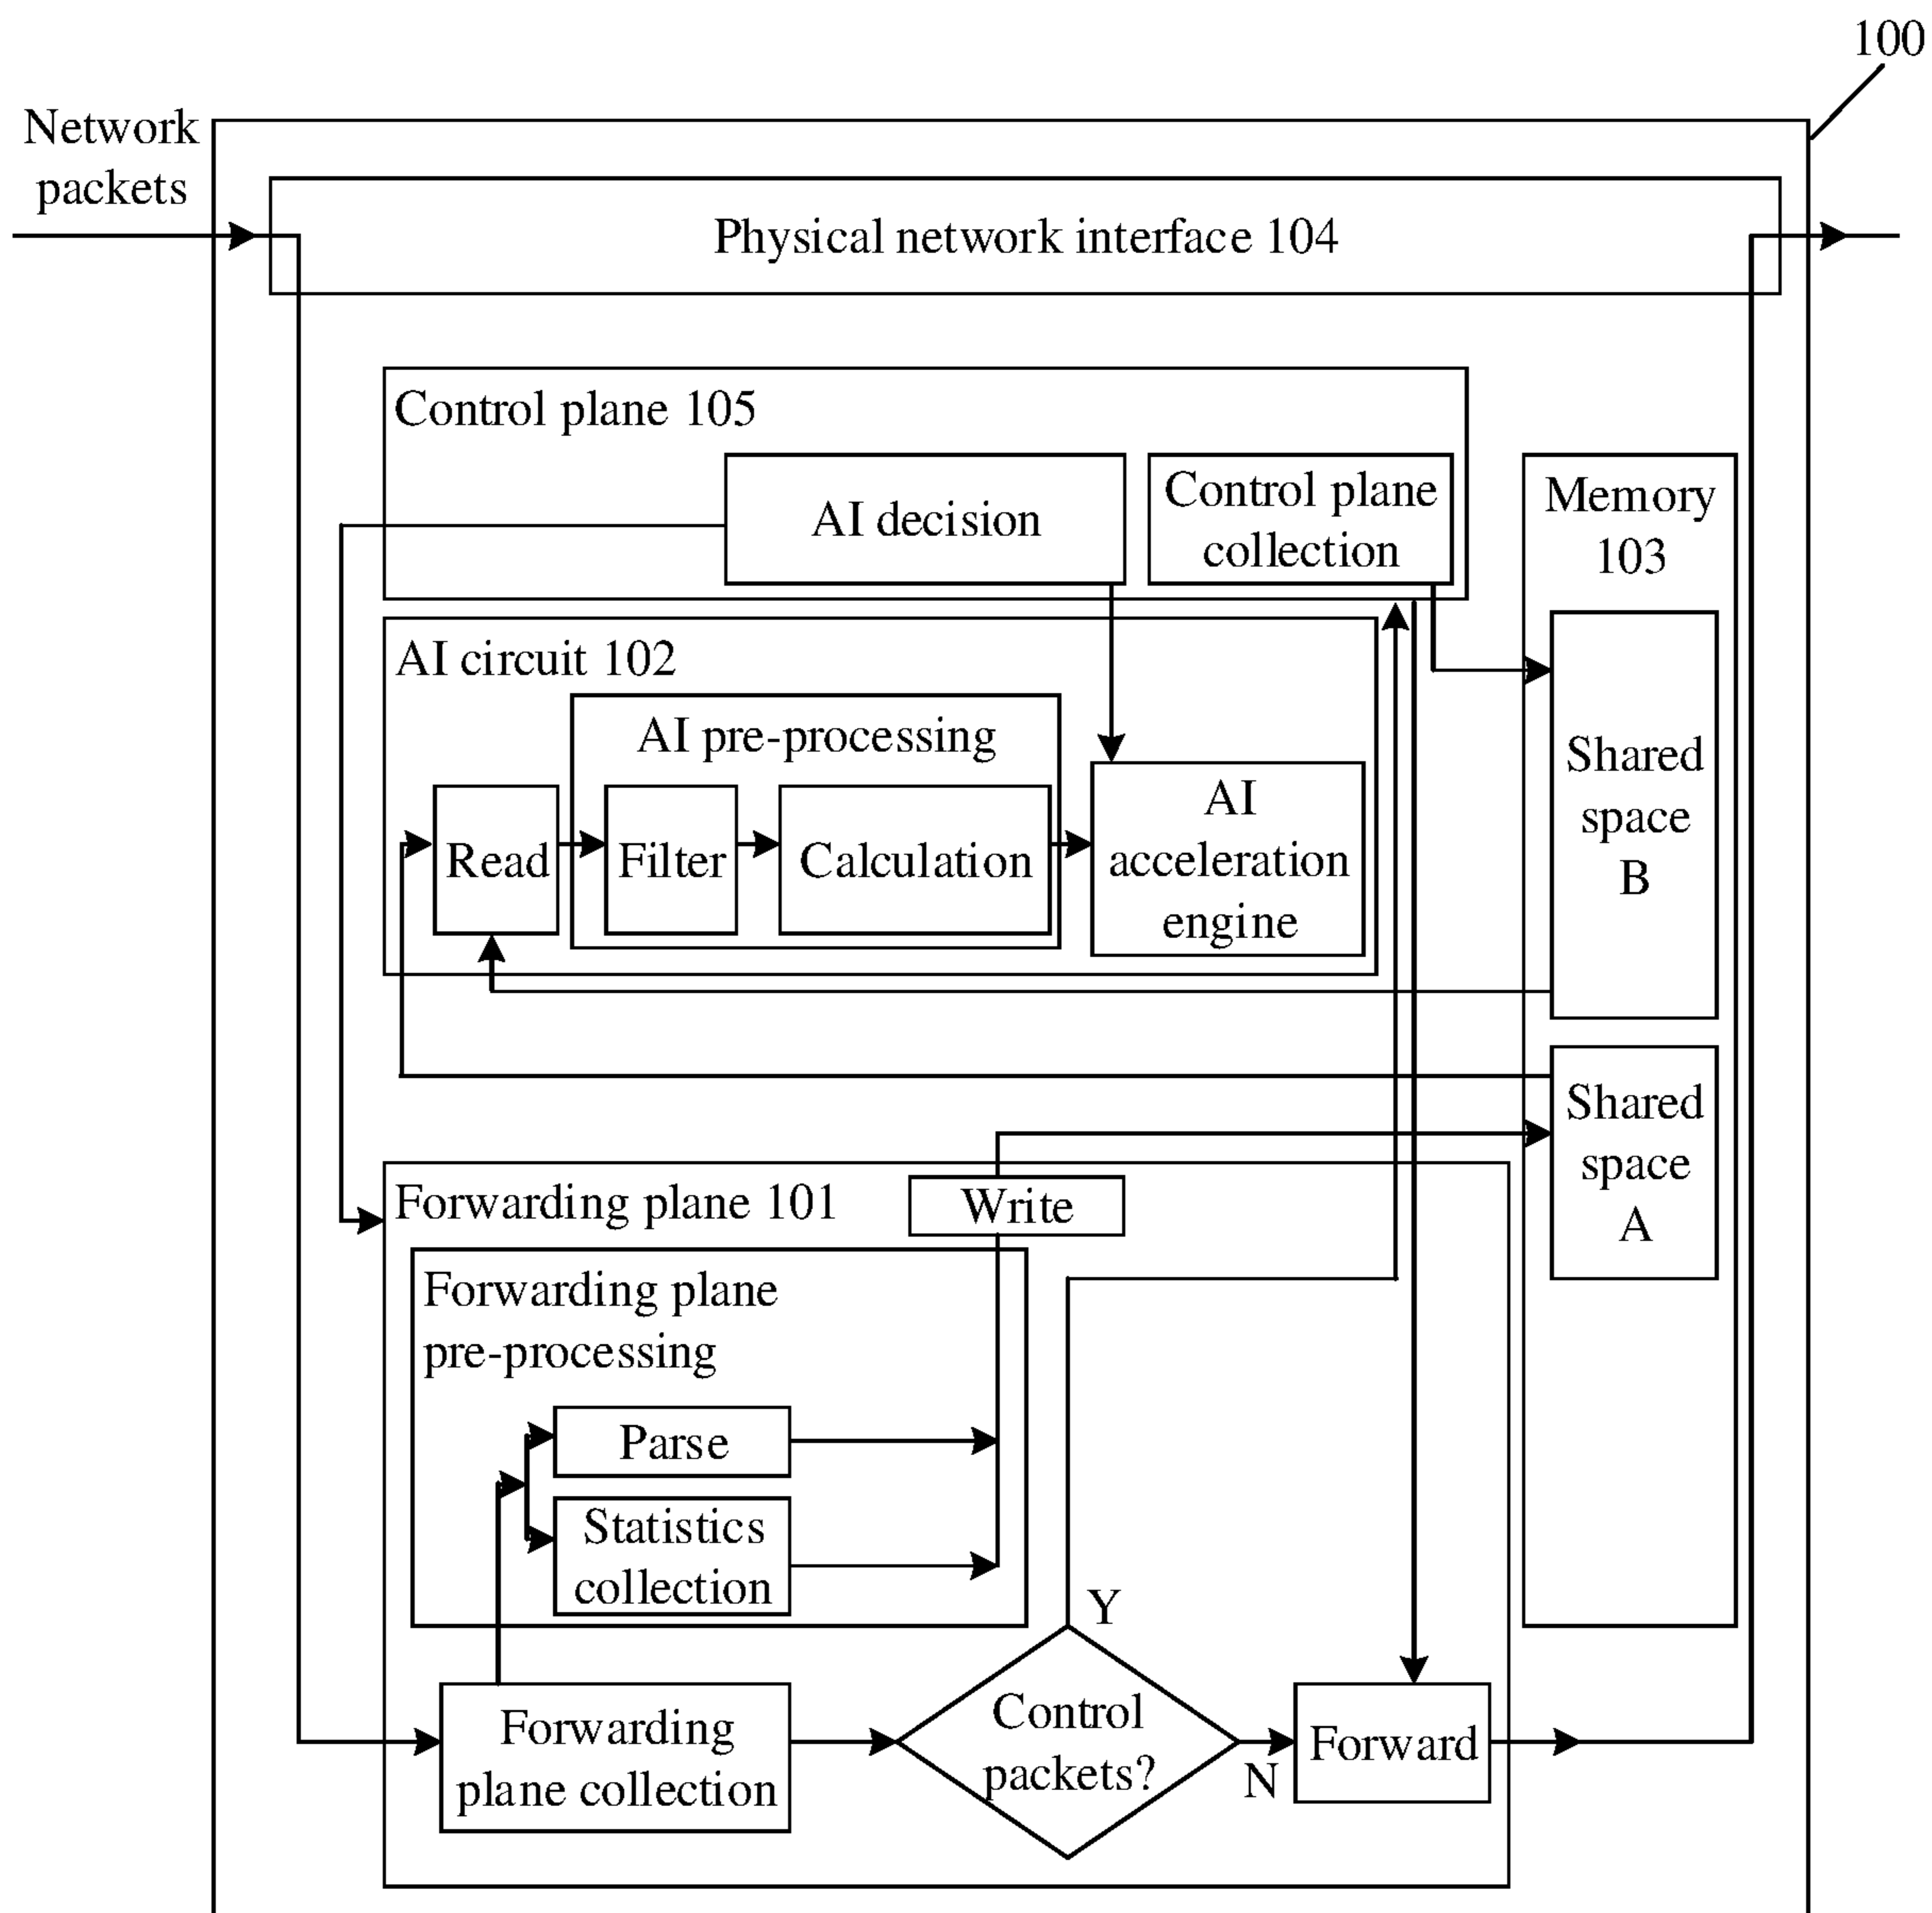 100
Network
packets
Physical network interface 104
Control plane 105
AI decision
Control plane
collection
Memory
103
AI circuit 102
AI pre-processing
Read
Filter
Calculation
AI
acceleration
engine
Shared
space
B
Shared
space
A
Forwarding plane 101
Write
Forwarding plane
pre-processing
Parse
Statistics
collection
Y
Forwarding
plane collection
Control
packets?
N
Forward